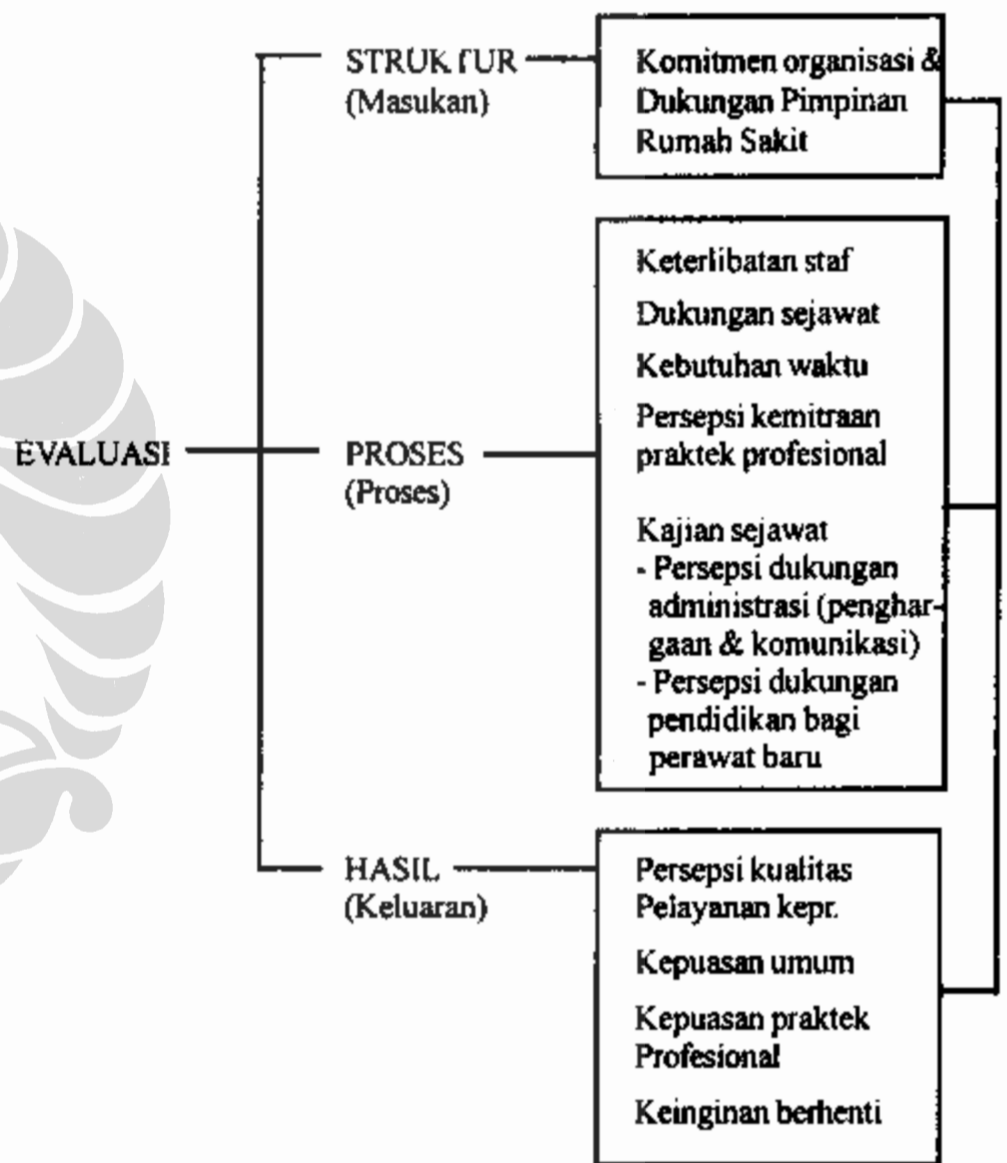 STRUKTUR
(Masukan)
Komitmen organisasi &
Dukungan Pimpinan
Rumah Sakit
EVALUASI
PROSES
(Proses)
Keterlibatan staf
Dukungan sejawat
Kebutuhan waktu
Persepsi kemitraan
praktek profesional
Kajian sejawat
- Persepsi dukungan
administrasi (penghar-
gaan & komunikasi)
- Persepsi dukungan
pendidikan bagi
perawat baru
HASIL
(Keluaran)
Persepsi kualitas
Pelayanan kepr.
Kepuasan umum
Kepuasan praktek
Profesional
Keinginan berhenti